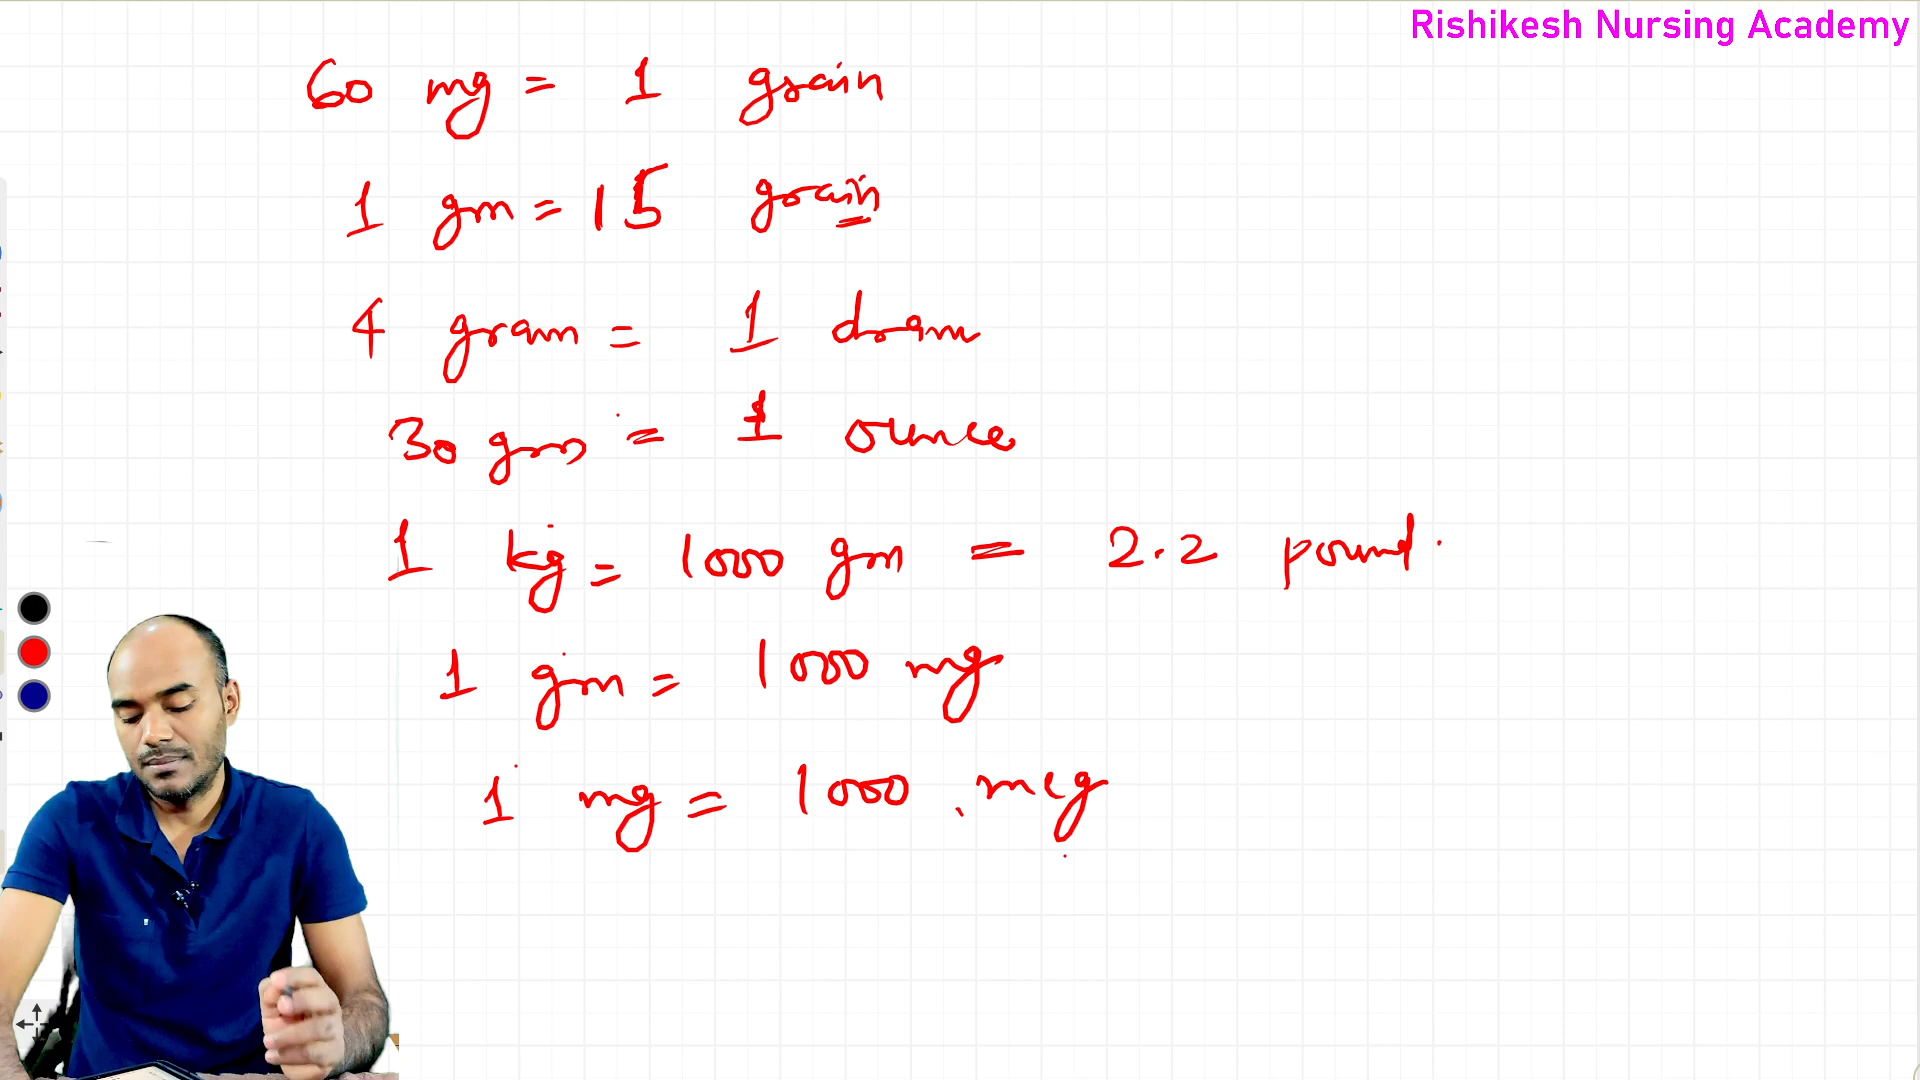 Rishikesh Nursing Academy
60 mg = 1 grain
1 gm = 15 grain
4 gram = 1 dram
30 gm = 1 ounce
1 kg = 1000 gm = 2.2 pound.
1 gm = 1000 mg
1 mg = 1000 mcg